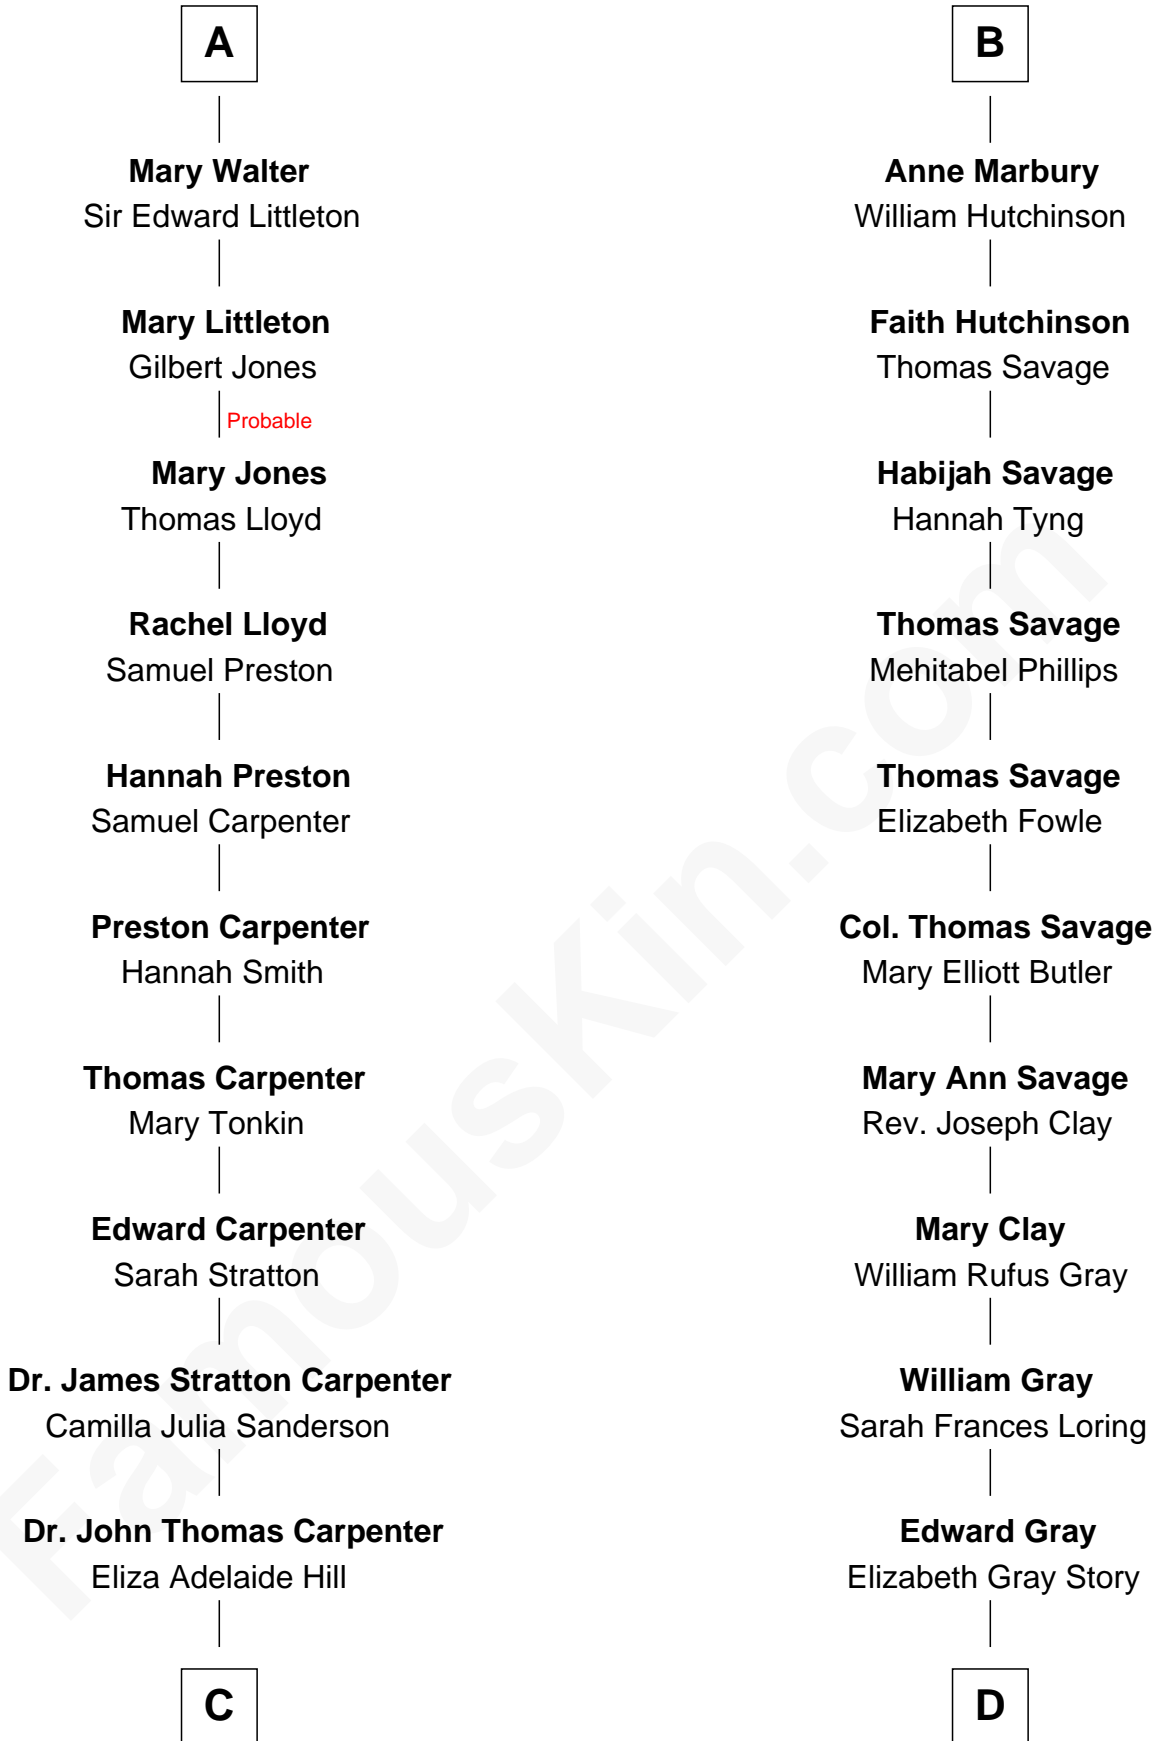 A
Mary Walter
Sir Edward Littleton
Mary Littleton
Gilbert Jones
Probable
Mary Jones
Thomas Lloyd
Rachel Lloyd
Samuel Preston
Hannah Preston
Samuel Carpenter
Preston Carpenter
Hannah Smith
Thomas Carpenter
Mary Tonkin
Edward Carpenter
Sarah Stratton
Dr. James Stratton Carpenter
Camilla Julia Sanderson
Dr. John Thomas Carpenter
Eliza Adelaide Hill
C
B
Anne Marbury
William Hutchinson
Faith Hutchinson
Thomas Savage
Habijah Savage
Hannah Tyng
Thomas Savage
Mehitabel Phillips
Thomas Savage
Elizabeth Fowle
Col. Thomas Savage
Mary Elliott Butler
Mary Ann Savage
Rev. Joseph Clay
Mary Clay
William Rufus Gray
William Gray
Sarah Frances Loring
Edward Gray
Elizabeth Gray Story
D
FamousKin.com